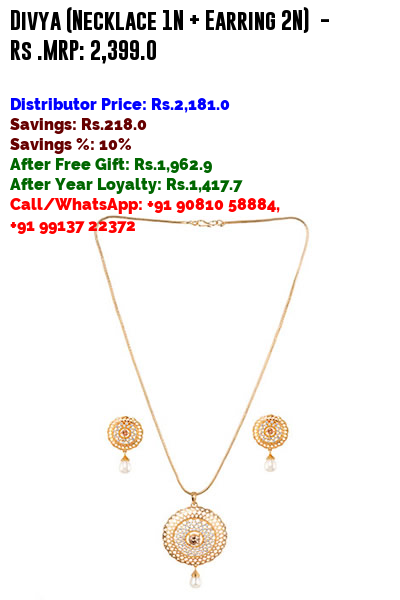 Divya (Necklace 1N + Earring 2N) -
Rs .MRP: 2,399.0
Distributor Price: Rs.2,181.0
Savings: Rs.218.0
Savings %: 10%
After Free Gift: Rs.1,962.9
After Year Loyalty: Rs.1,417.7
Call/WhatsApp: +91 90810 58884,
+91 99137 22372